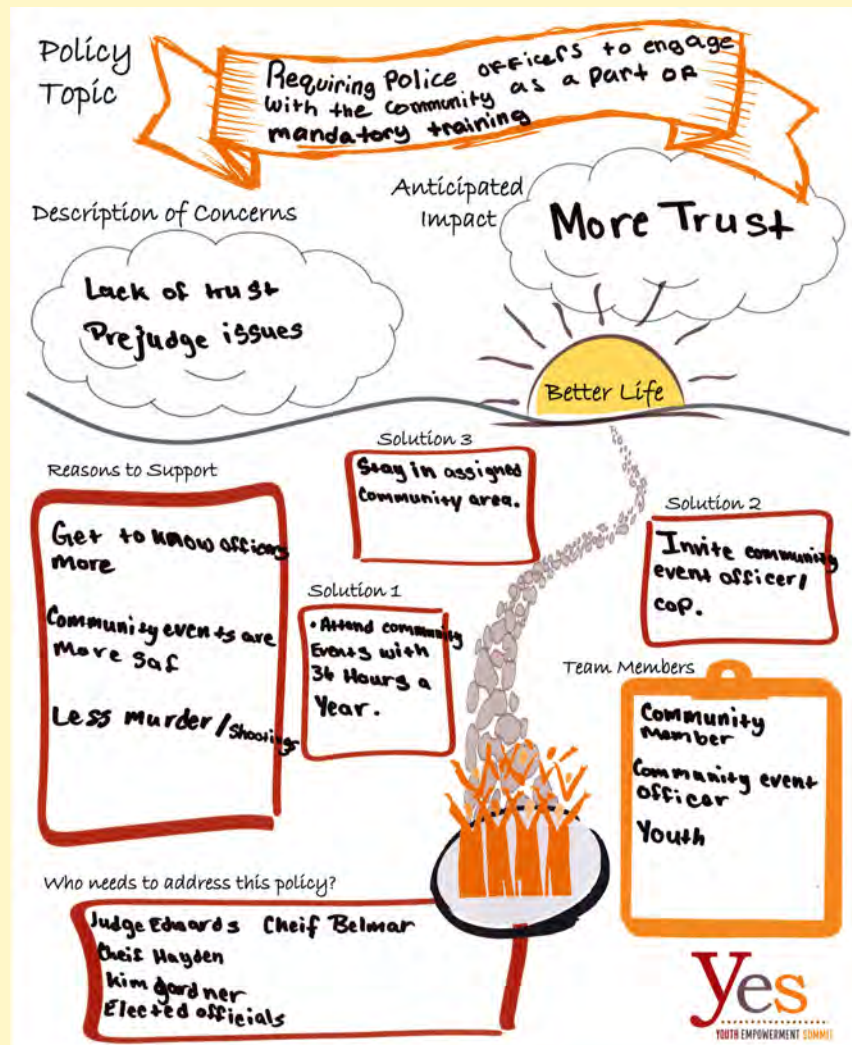 Policy
Topic
Requiring Police officers to engage
with the community as a part of
mandatory training
Description of Concerns
Lack of trust
Prejudge issues
Anticipated
Impact
More Trust
Better Life
Reasons to Support
Get to know officers
more
Community events are
more saf
Less murder/shootings
Solution 3
Stay in assigned
Community area.
Solution 1
• Attend community
Events with
36 Hours a
Year.
Solution 2
Invite community
event officer/
cop.
Team Members
Community
Member
Community event
officer
Youth
Who needs to address this policy?
Judge Edwards Cheif Belmar
Cheif Hayden
Kim gardner
Elected officials
yes
YOUTH EMPOWERMENT SUMMIT